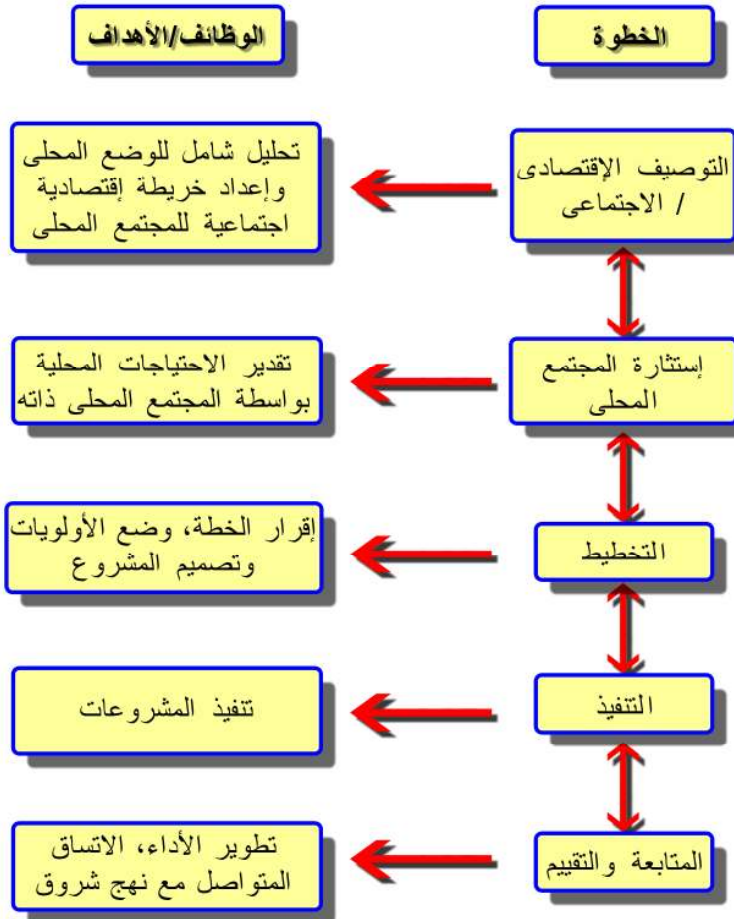 الخطوة
الوظائف/الأهداف
التوصيف الإقتصادى
/ الاجتماعى
تحليل شامل للوضع المحلى
وإعداد خريطة إقتصادية
اجتماعية للمجتمع المحلى
إستثارة المجتمع
المحلى
تقدير الاحتياجات المحلية
بواسطة المجتمع المحلى ذاته
التخطيط
إقرار الخطة، وضع الأولويات
وتصميم المشروع
التنفيذ
تنفيذ المشروعات
المتابعة والتقييم
تطوير الأداء، الاتساق
المتواصل مع نهج شروق